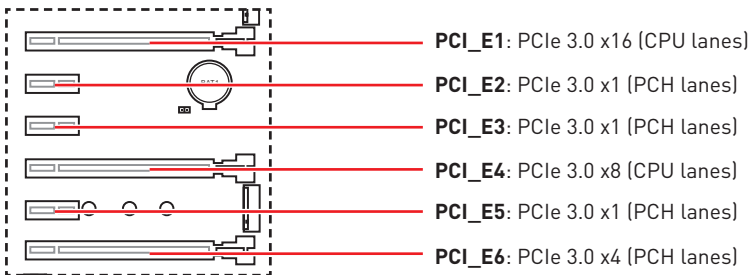 PCI_E1: PCIe 3.0 x16 (CPU lanes)
PCI_E2: PCIe 3.0 x1 (PCH lanes)
BAT1
PCI_E3: PCIe 3.0 x1 (PCH lanes)
PCI_E4: PCIe 3.0 x8 (CPU lanes)
PCI_E5: PCIe 3.0 x1 (PCH lanes)
PCI_E6: PCIe 3.0 x4 (PCH lanes)